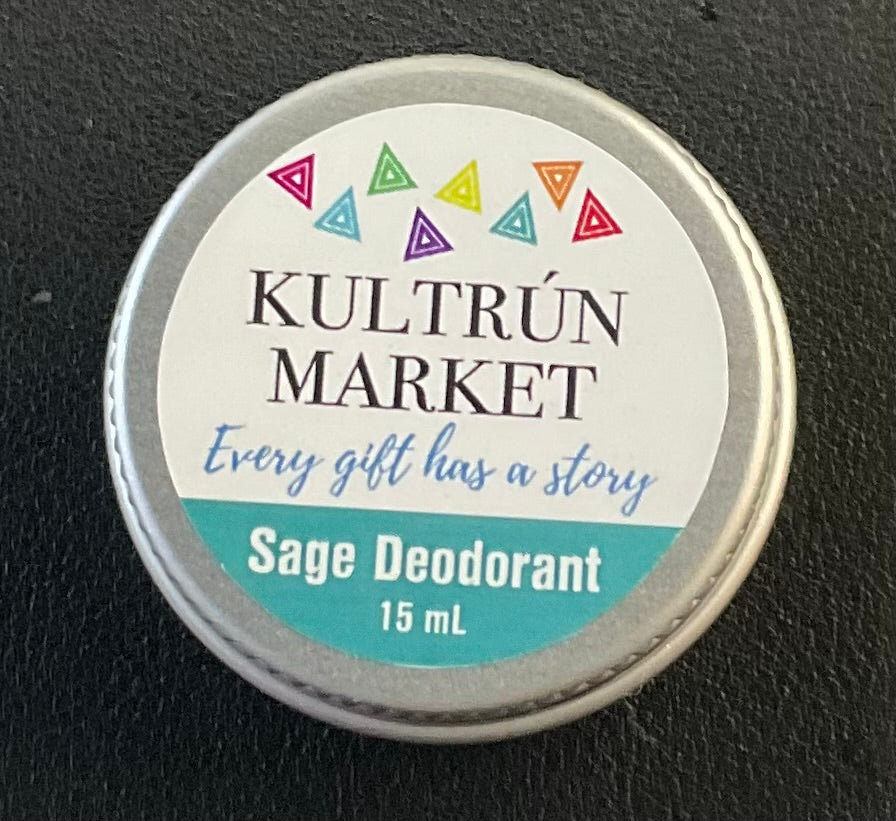 KULTRÚN
MARKET
Every gift has a story
Sage Deodorant
15 mL